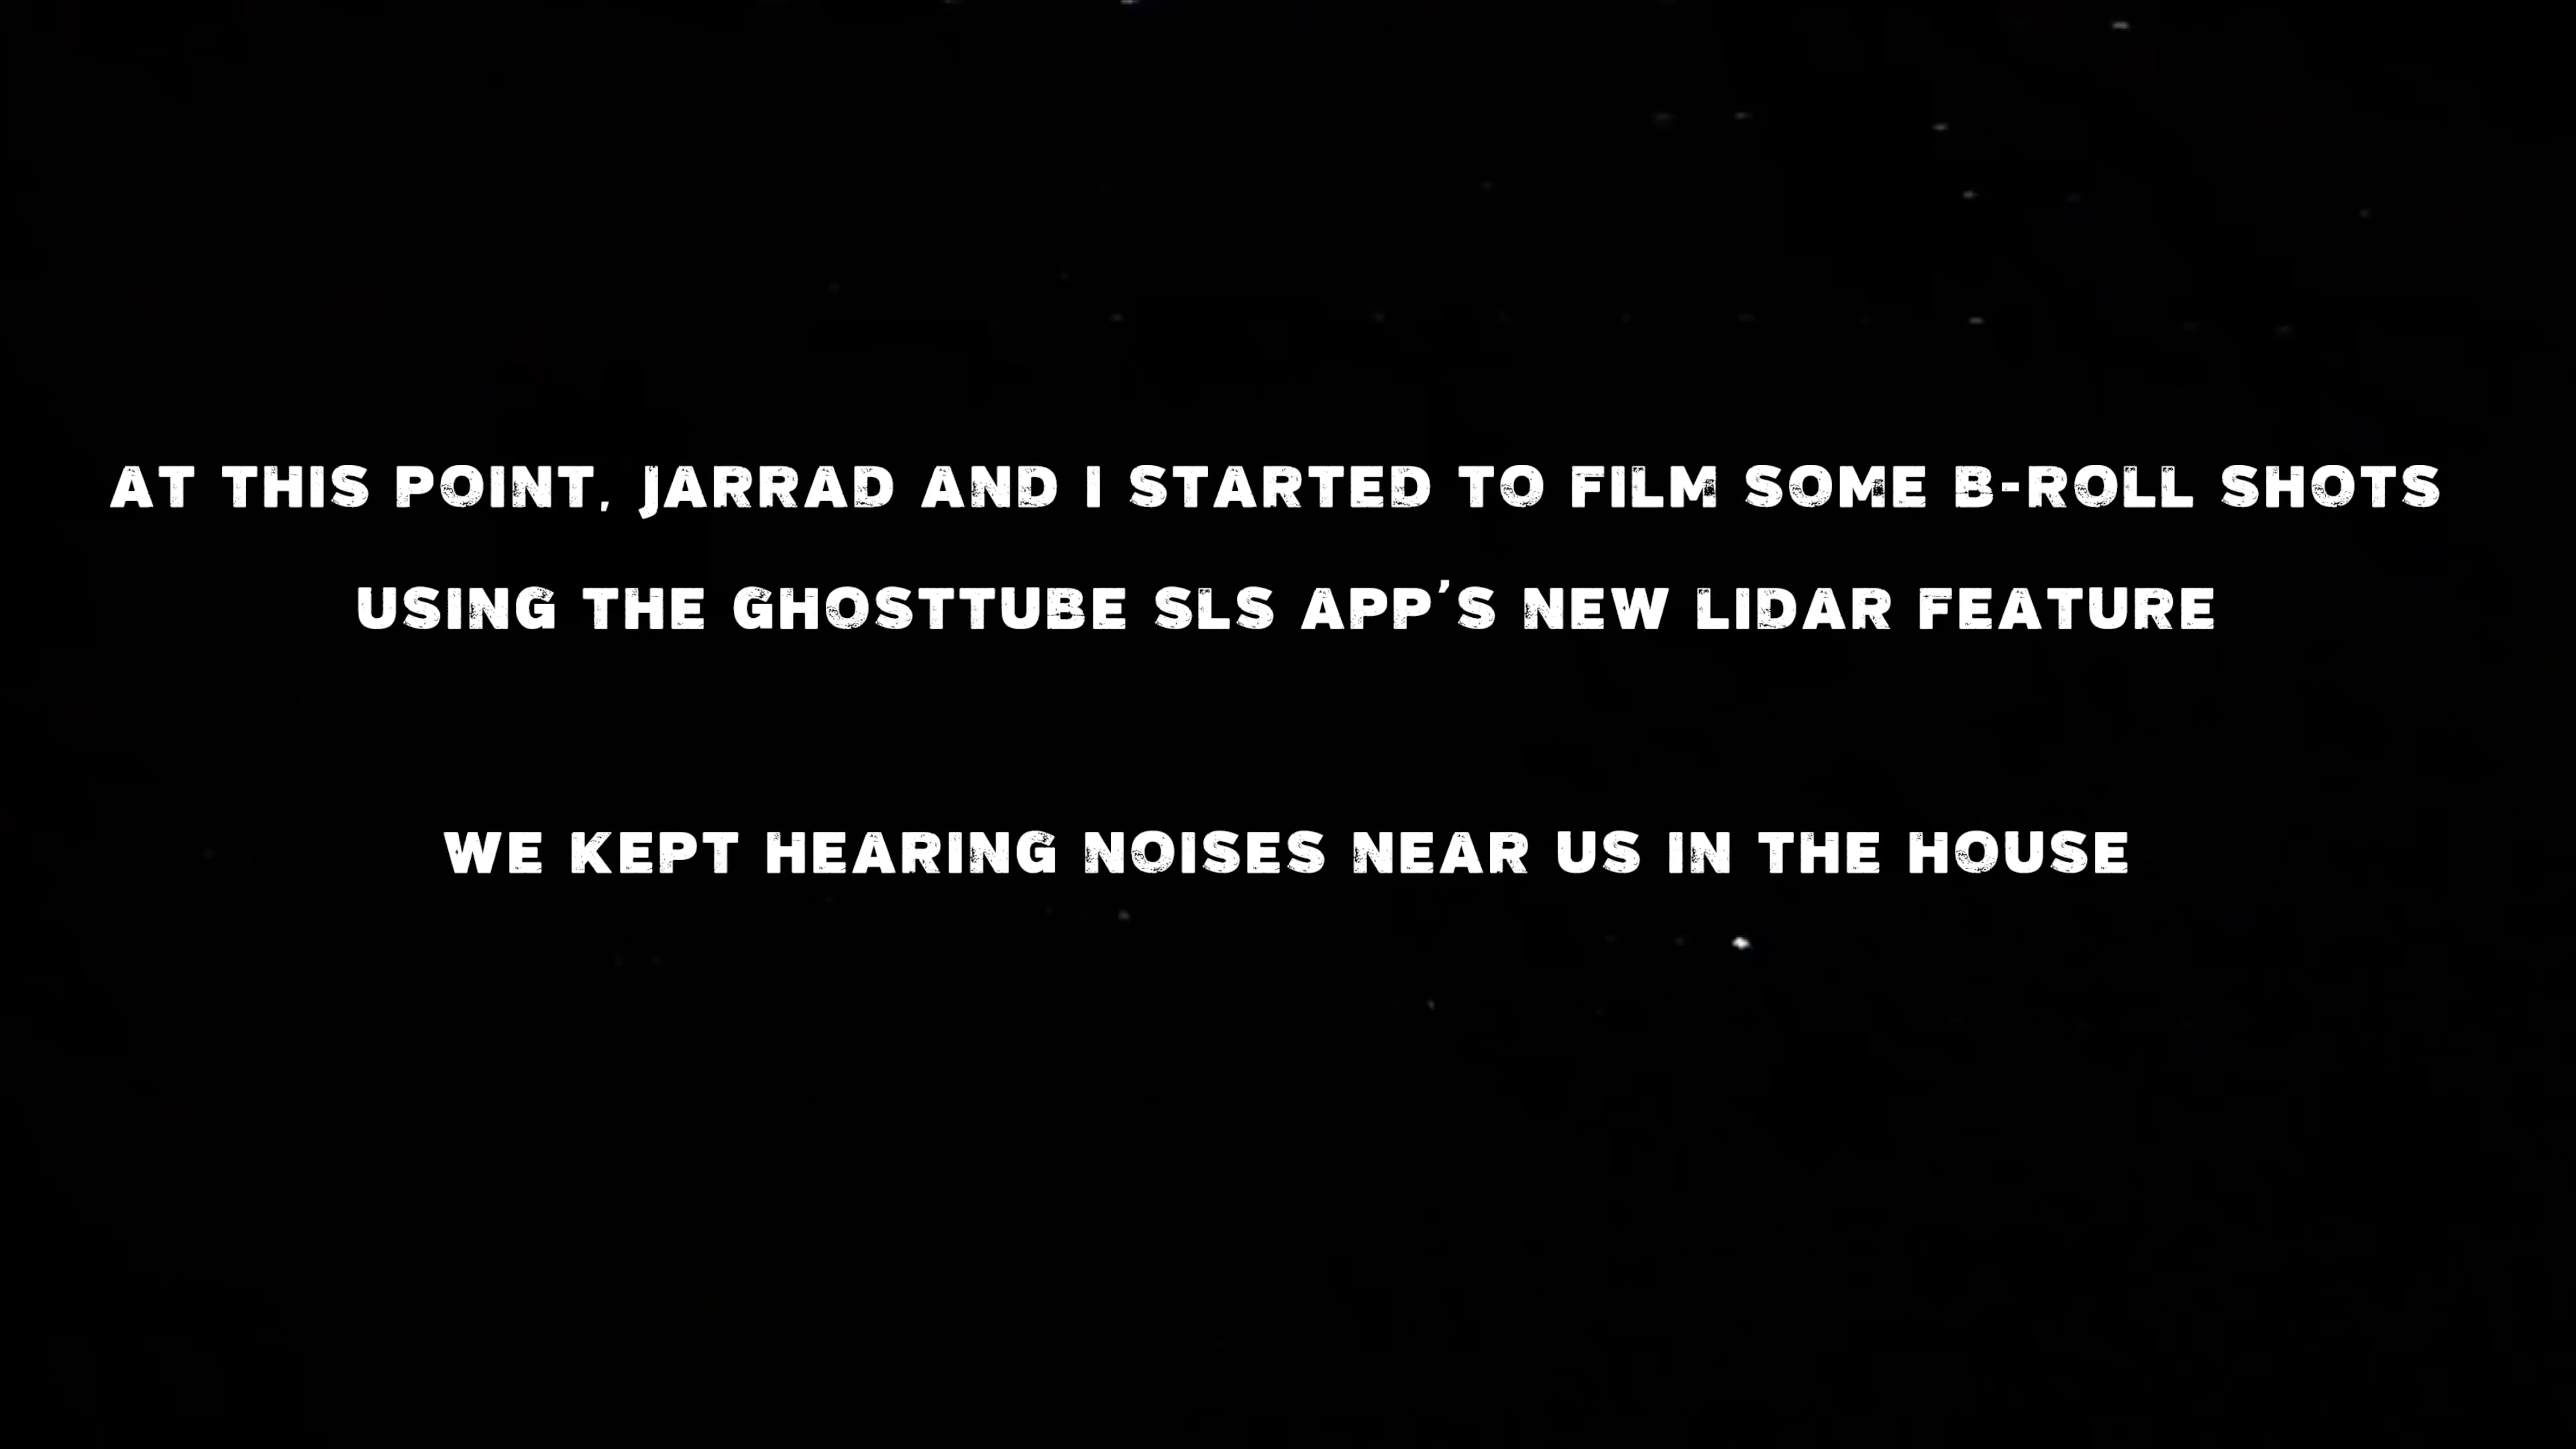 AT THIS POINT, JARRAD AND I STARTED TO FILM SOME B-ROLL SHOTS
USING THE GHOSTTUBE SLS APP'S NEW LIDAR FEATURE
WE KEPT HEARING NOISES NEAR US IN THE HOUSE